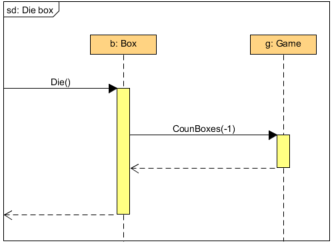 sd: Die box
b: Box
g: Game
Die()
CounBoxes(-1)